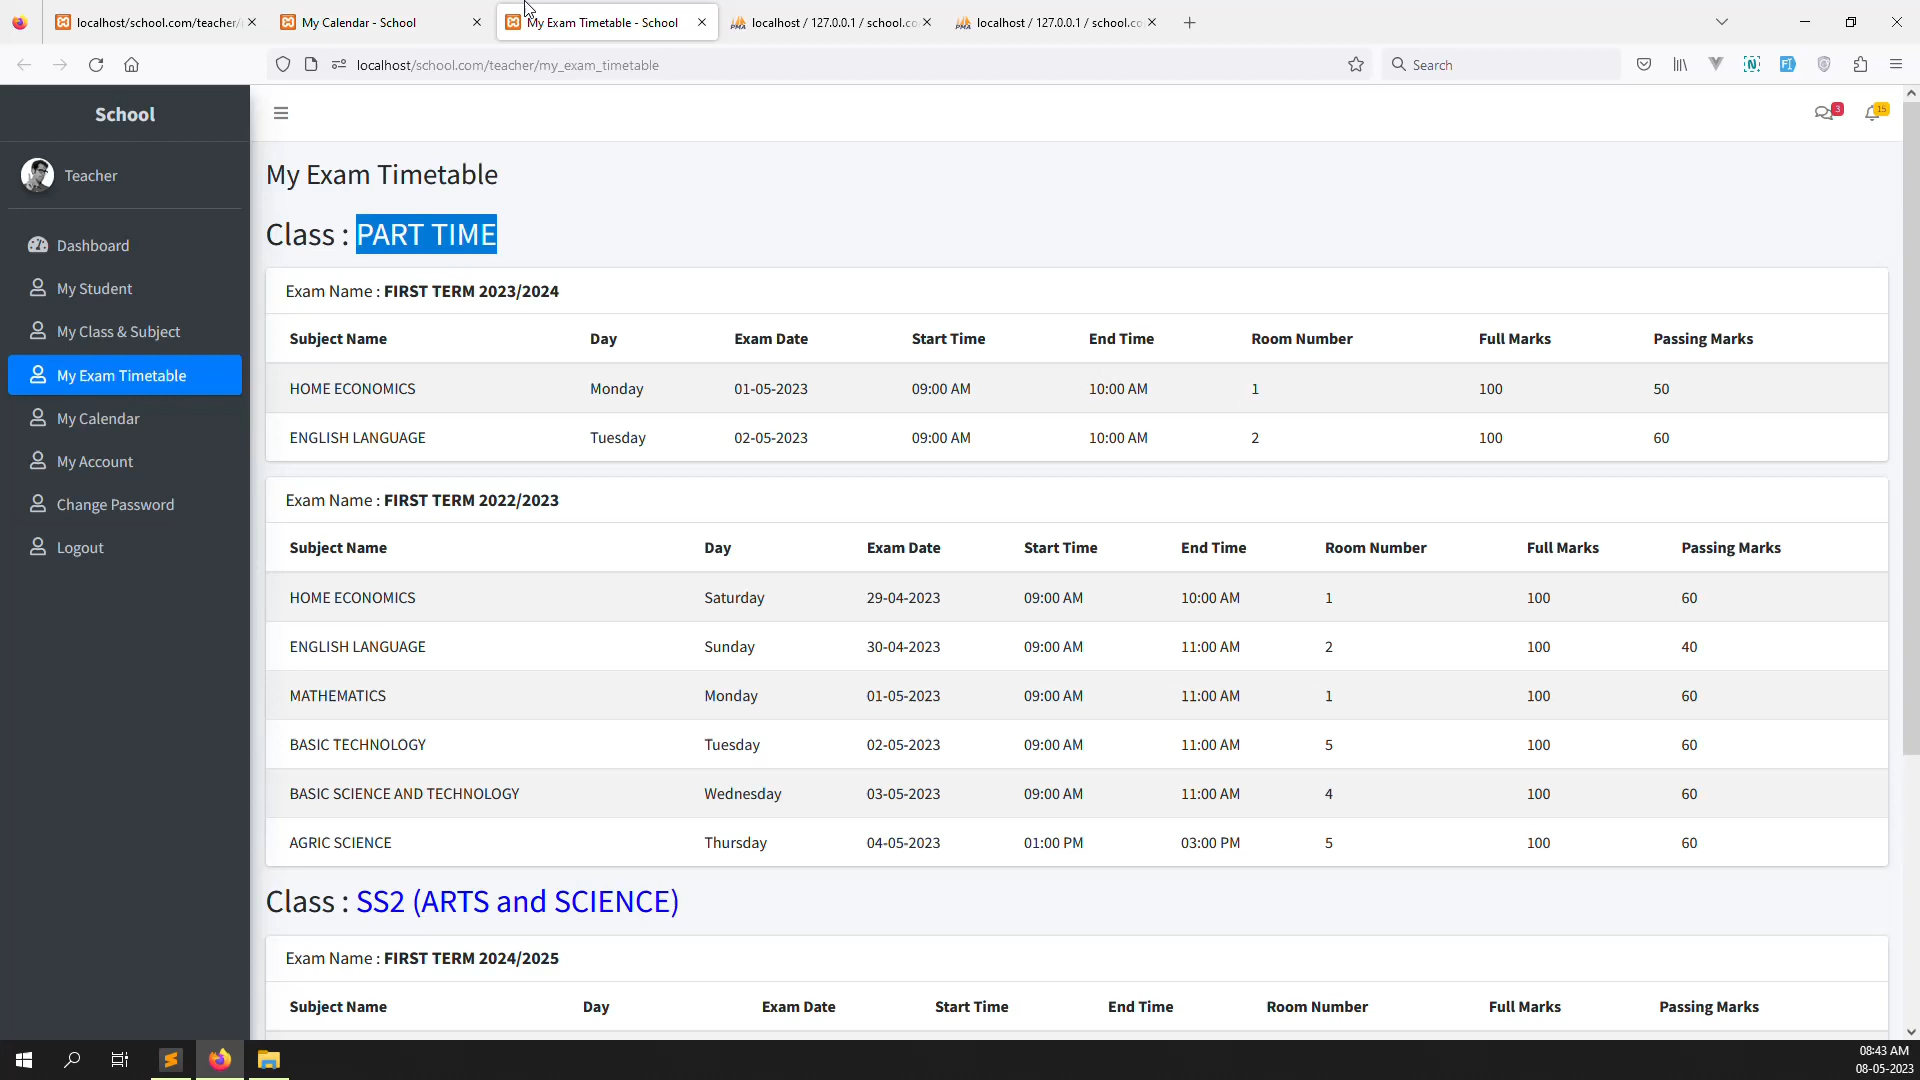 localhost/school.com/teacher/
My Calendar - School
My Exam Timetable - School
localhost / 127.0.0.1 / school.co
localhost / 127.0.0.1 / school.co
localhost/school.com/teacher/my_exam_timetable
Search
School
3
15
Teacher
Dashboard
My Student
My Class & Subject
My Exam Timetable
My Calendar
My Account
Change Password
Logout
My Exam Timetable
Class : PART TIME
Exam Name : FIRST TERM 2023/2024
Subject Name Day Exam Date Start Time End Time Room Number Full Marks Passing Marks
HOME ECONOMICS Monday 01-05-2023 09:00 AM 10:00 AM 1 100 50
ENGLISH LANGUAGE Tuesday 02-05-2023 09:00 AM 10:00 AM 2 100 60
Exam Name : FIRST TERM 2022/2023
Subject Name Day Exam Date Start Time End Time Room Number Full Marks Passing Marks
HOME ECONOMICS Saturday 29-04-2023 09:00 AM 10:00 AM 1 100 60
ENGLISH LANGUAGE Sunday 30-04-2023 09:00 AM 11:00 AM 2 100 40
MATHEMATICS Monday 01-05-2023 09:00 AM 11:00 AM 1 100 60
BASIC TECHNOLOGY Tuesday 02-05-2023 09:00 AM 11:00 AM 5 100 60
BASIC SCIENCE AND TECHNOLOGY Wednesday 03-05-2023 09:00 AM 11:00 AM 4 100 60
AGRIC SCIENCE Thursday 04-05-2023 01:00 PM 03:00 PM 5 100 60
Class : SS2 (ARTS and SCIENCE)
Exam Name : FIRST TERM 2024/2025
Subject Name Day Exam Date Start Time End Time Room Number Full Marks Passing Marks
08:43 AM
08-05-2023